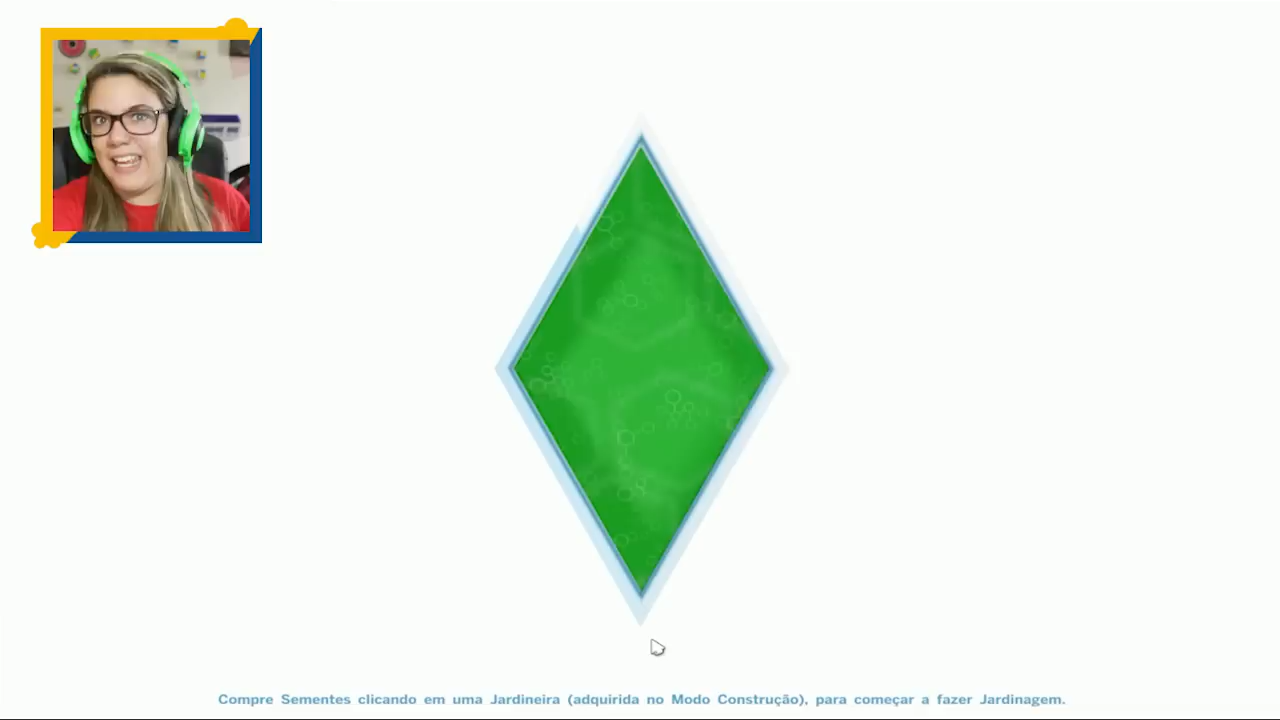 Compre Sementes clicando em uma Jardineira (adquirida no Modo Construção), para começar a fazer Jardinagem.